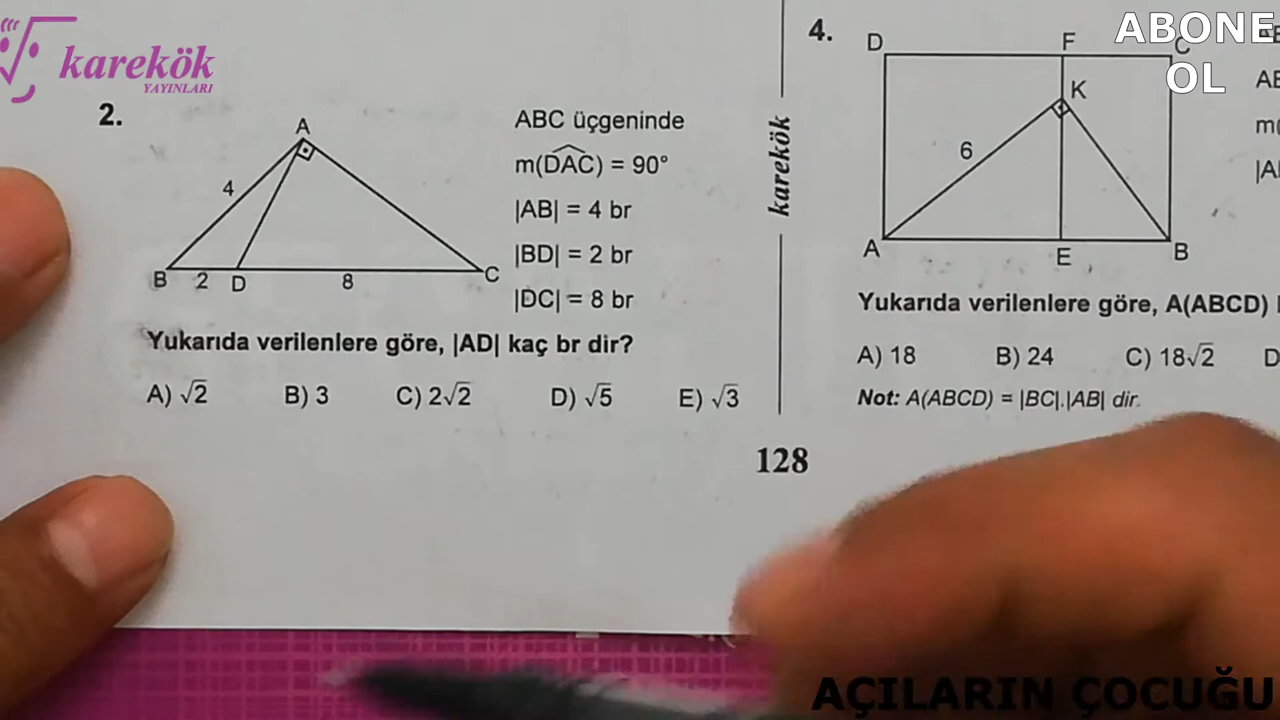 karekök
YAYINLARI
ABONE
OL
2.
A
4
B 2 D 8 C
ABC üçgeninde
m(DAC) = 90°
|AB| = 4 br
|BD| = 2 br
|DC| = 8 br
Yukarıda verilenlere göre, |AD| kaç br dir?
A) √2 B) 3 C) 2√2 D) √5 E) √3
karekök
128
4.
D F C
K
6
A E B
m(
Yukarıda verilenlere göre, A(ABCD)
A) 18 B) 24 C) 18√2 D
Not: A(ABCD) = |BC|.|AB| dir.
AÇILARIN ÇOCUĞU